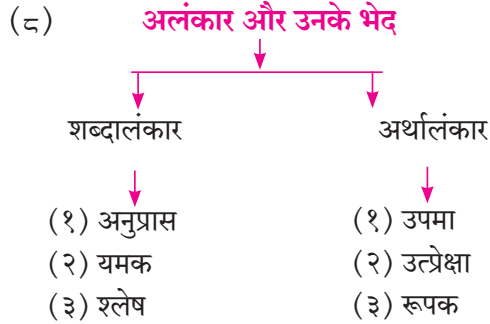 (८) अलंकार और उनके भेद
शब्दालंकार अर्थालंकार
(१) अनुप्रास (१) उपमा
(२) यमक (२) उत्प्रेक्षा
(३) श्लेष (३) रूपक